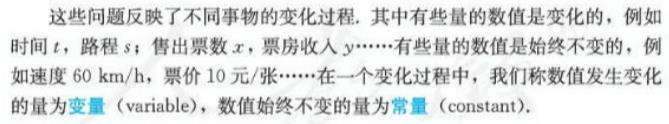 这些问题反映了不同事物的变化过程. 其中有些量的数值是变化的，例如
时间 t，路程 s；售出票数 x，票房收入 y……有些量的数值是始终不变的，例
如速度 60 km/h，票价 10 元/张……在一个变化过程中，我们称数值发生变化
的量为变量（variable），数值始终不变的量为常量（constant）.